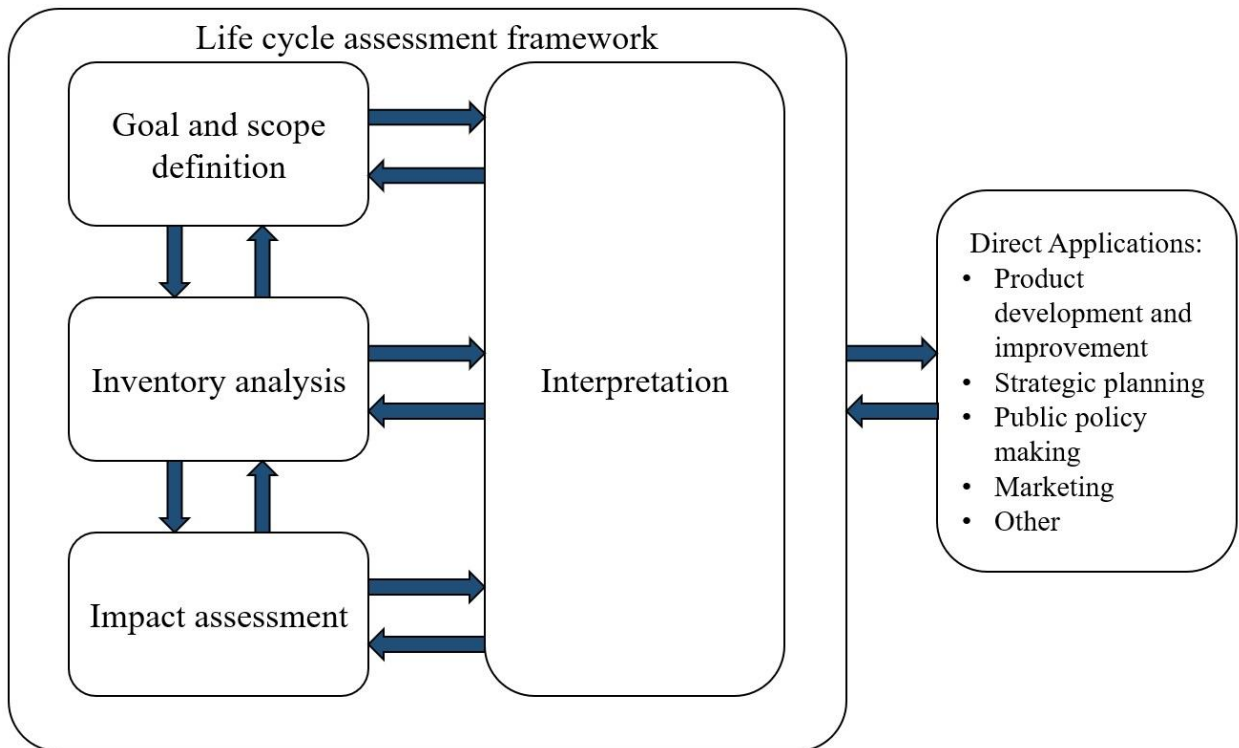 Life cycle assessment framework
Goal and scope
definition
Inventory analysis
Impact assessment
Interpretation
Direct Applications:
• Product
development and
improvement
• Strategic planning
• Public policy
making
• Marketing
• Other